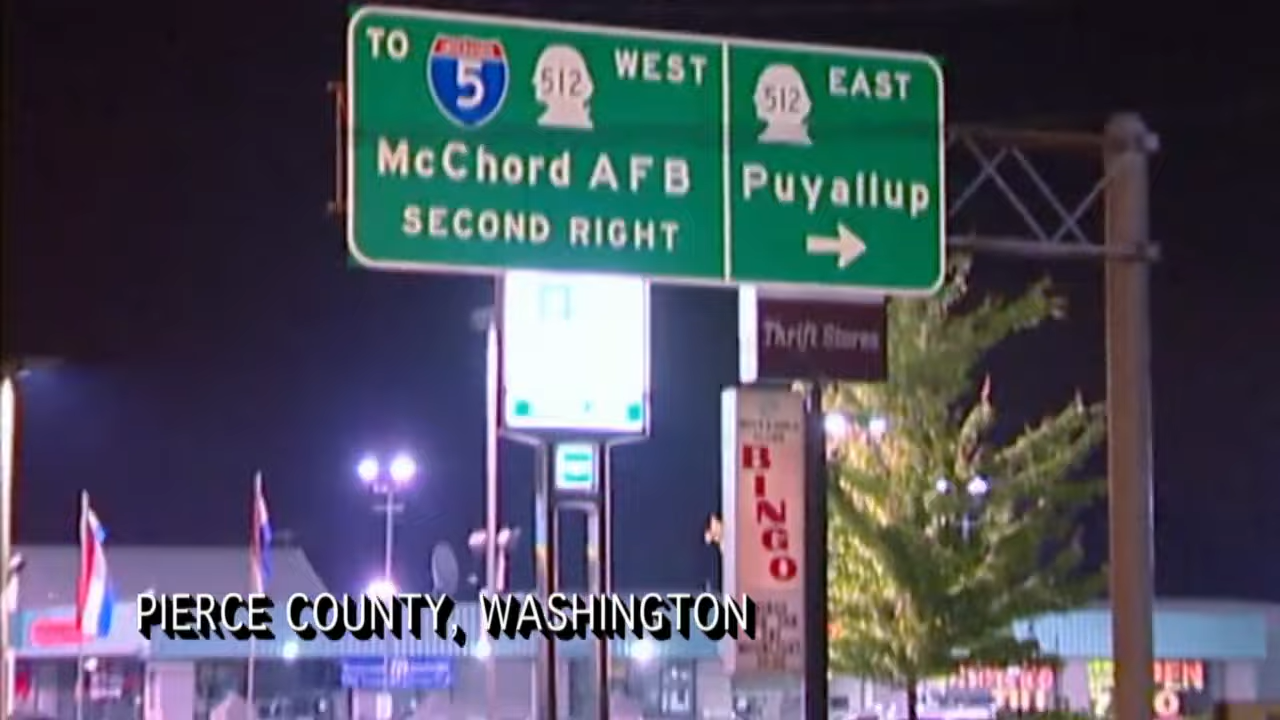 TO 5 512 WEST
McChord AFB
SECOND RIGHT
512 EAST
Puyallup
Thrift Stores
BINGO
PIERCE COUNTY, WASHINGTON